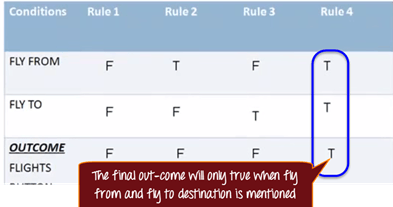 Conditions Rule 1 Rule 2 Rule 3 Rule 4
FLY FROM F T F T
FLY TO F F T T
OUTCOME F F F T
FLIGHTS
The final out-come will only true when fly
from and fly to destination is mentioned